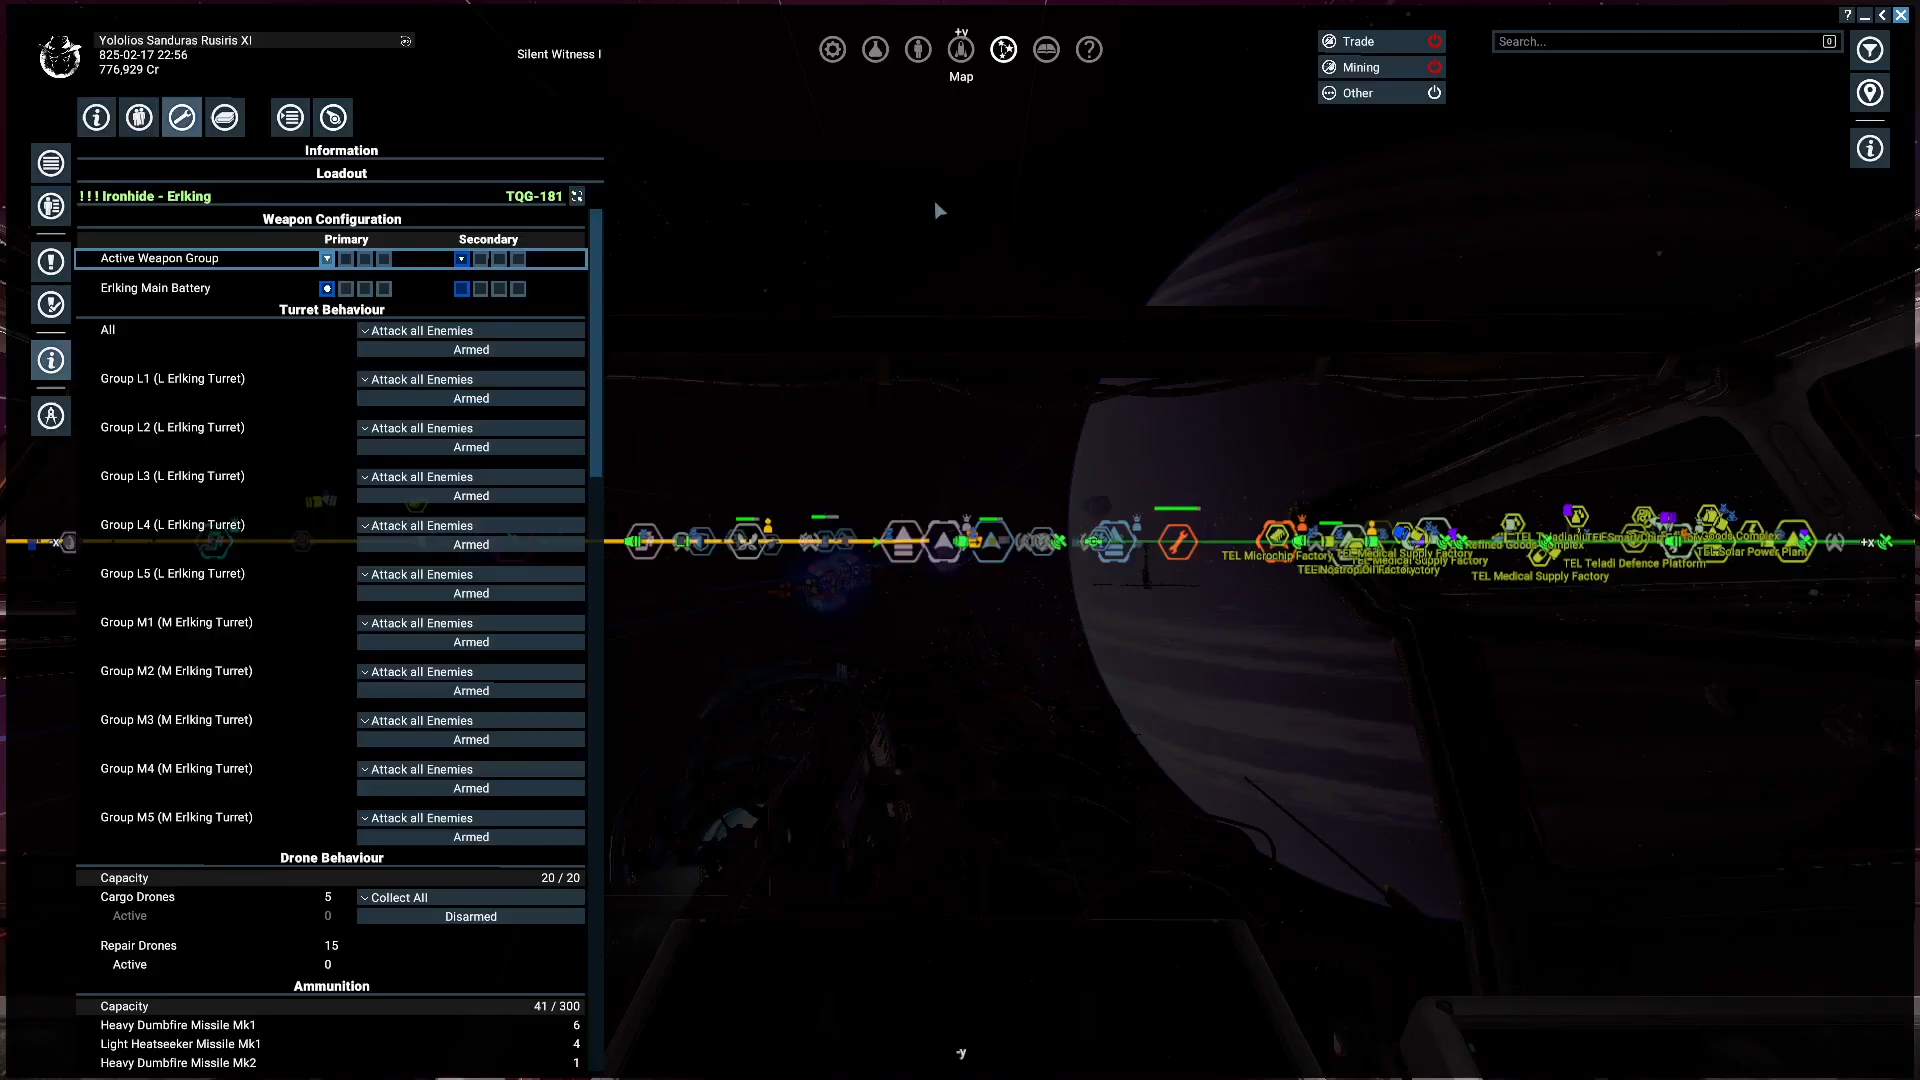 Yololios Sanduras Rusiris XI
825-02-17 22:56
776,929 Cr
Silent Witness I
+y
Map
Trade
Mining
Other
Search...
0
Information
Loadout
!!! Ironhide - Erlking TQG-181
Weapon Configuration
Primary Secondary
Active Weapon Group
Erlking Main Battery
Turret Behaviour
All Attack all Enemies
Armed
Group L1 (L Erlking Turret) Attack all Enemies
Armed
Group L2 (L Erlking Turret) Attack all Enemies
Armed
Group L3 (L Erlking Turret) Attack all Enemies
Armed
Group L4 (L Erlking Turret) Attack all Enemies
Armed
Group L5 (L Erlking Turret) Attack all Enemies
Armed
Group M1 (M Erlking Turret) Attack all Enemies
Armed
Group M2 (M Erlking Turret) Attack all Enemies
Armed
Group M3 (M Erlking Turret) Attack all Enemies
Armed
Group M4 (M Erlking Turret) Attack all Enemies
Armed
Group M5 (M Erlking Turret) Attack all Enemies
Armed
Drone Behaviour
Capacity 20 / 20
Cargo Drones 5 Collect All
Active 0 Disarmed
Repair Drones 15
Active 0
Ammunition
Capacity 41 / 300
Heavy Dumbfire Missile Mk1 6
Light Heatseeker Missile Mk1 4
Heavy Dumbfire Missile Mk2 1
-x
+x
-y
TEL Microchip Factory
TEL Medical Supply Factory
TEL Medical Supply Factory
TEL Nostrop Oil Factory
TEL Medical Supply Factory
TEL Teladi Defence Platform
TEL Solar Power Plant